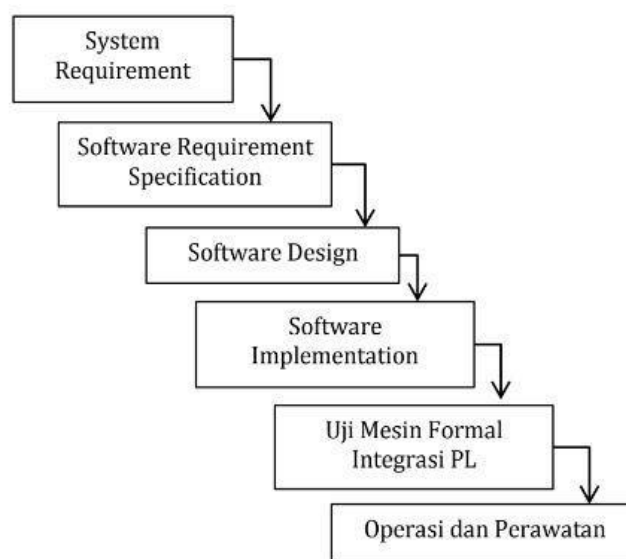 System
Requirement
Software Requirement
Specification
Software Design
Software
Implementation
Uji Mesin Formal
Integrasi PL
Operasi dan Perawatan